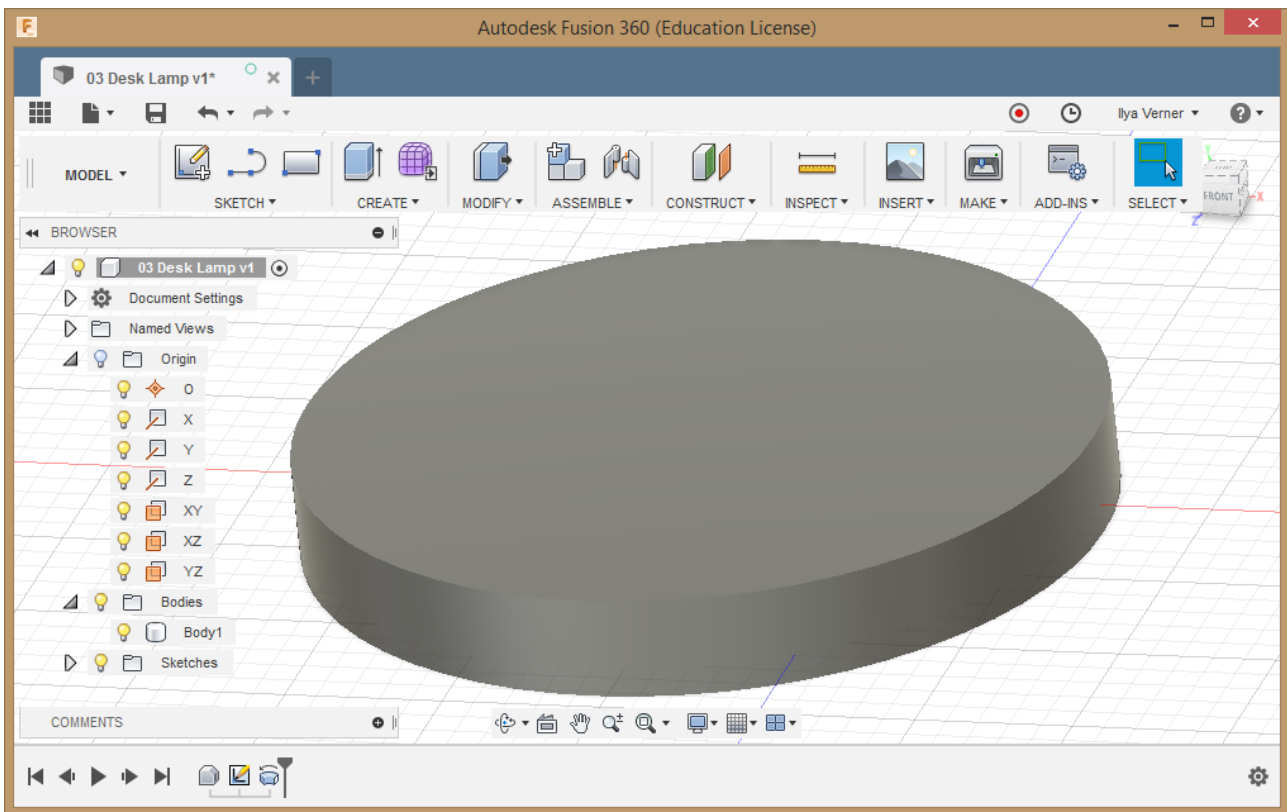 Autodesk Fusion 360 (Education License)
03 Desk Lamp v1*
Ilya Verner
MODEL
SKETCH
CREATE
MODIFY
ASSEMBLE
CONSTRUCT
INSPECT
INSERT
MAKE
ADD-INS
SELECT
FRONT
Y
X
Z
BROWSER
03 Desk Lamp v1
Document Settings
Named Views
Origin
O
X
Y
Z
XY
XZ
YZ
Bodies
Body1
Sketches
COMMENTS